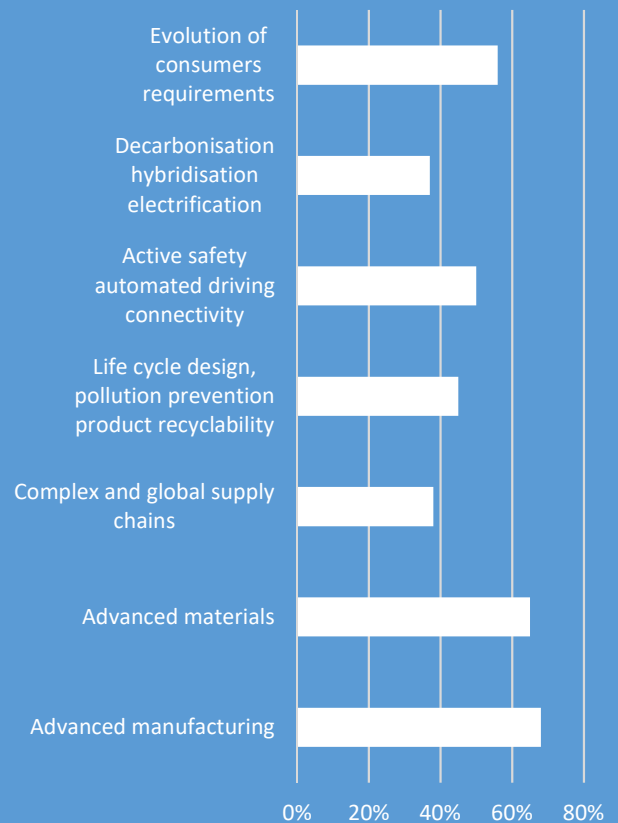 Evolution of
consumers
requirements
Decarbonisation
hybridisation
electrification
Active safety
automated driving
connectivity
Life cycle design,
pollution prevention
product recyclability
Complex and global supply
chains
Advanced materials
Advanced manufacturing
0% 20% 40% 60% 80%